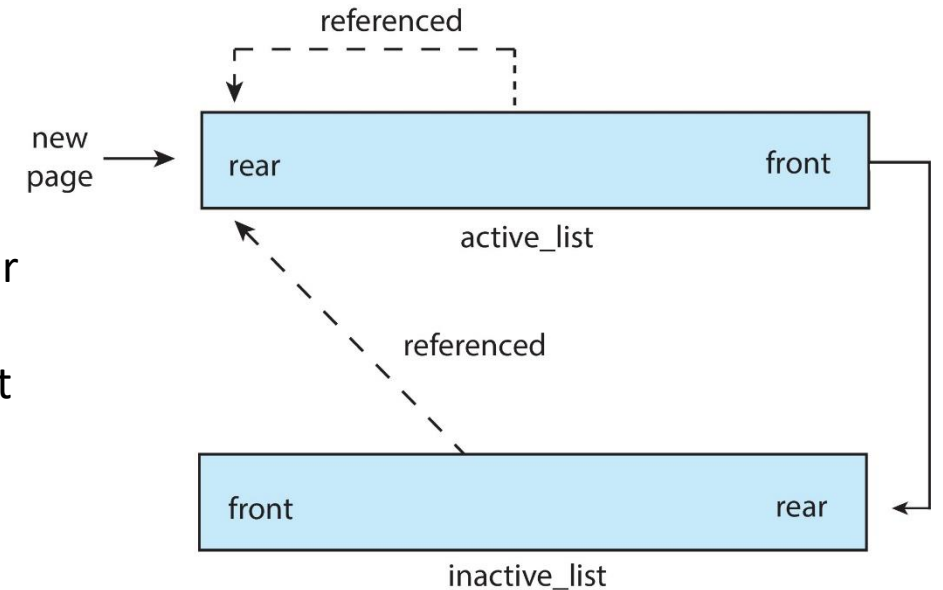 referenced
new
page
rear
front
active_list
r
referenced
t
front
rear
inactive_list